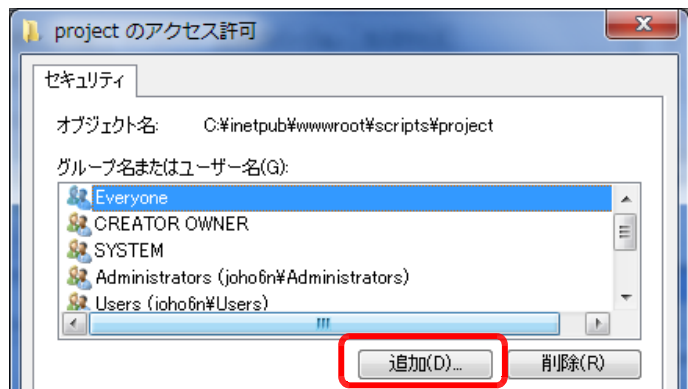 project のアクセス許可
セキュリティ
オブジェクト名: C:¥inetpub¥wwwroot¥scripts¥project
グループ名またはユーザー名(G):
Everyone
CREATOR OWNER
SYSTEM
Administrators (joho6n¥Administrators)
Users (joho6n¥Users)
追加(D)... 削除(R)